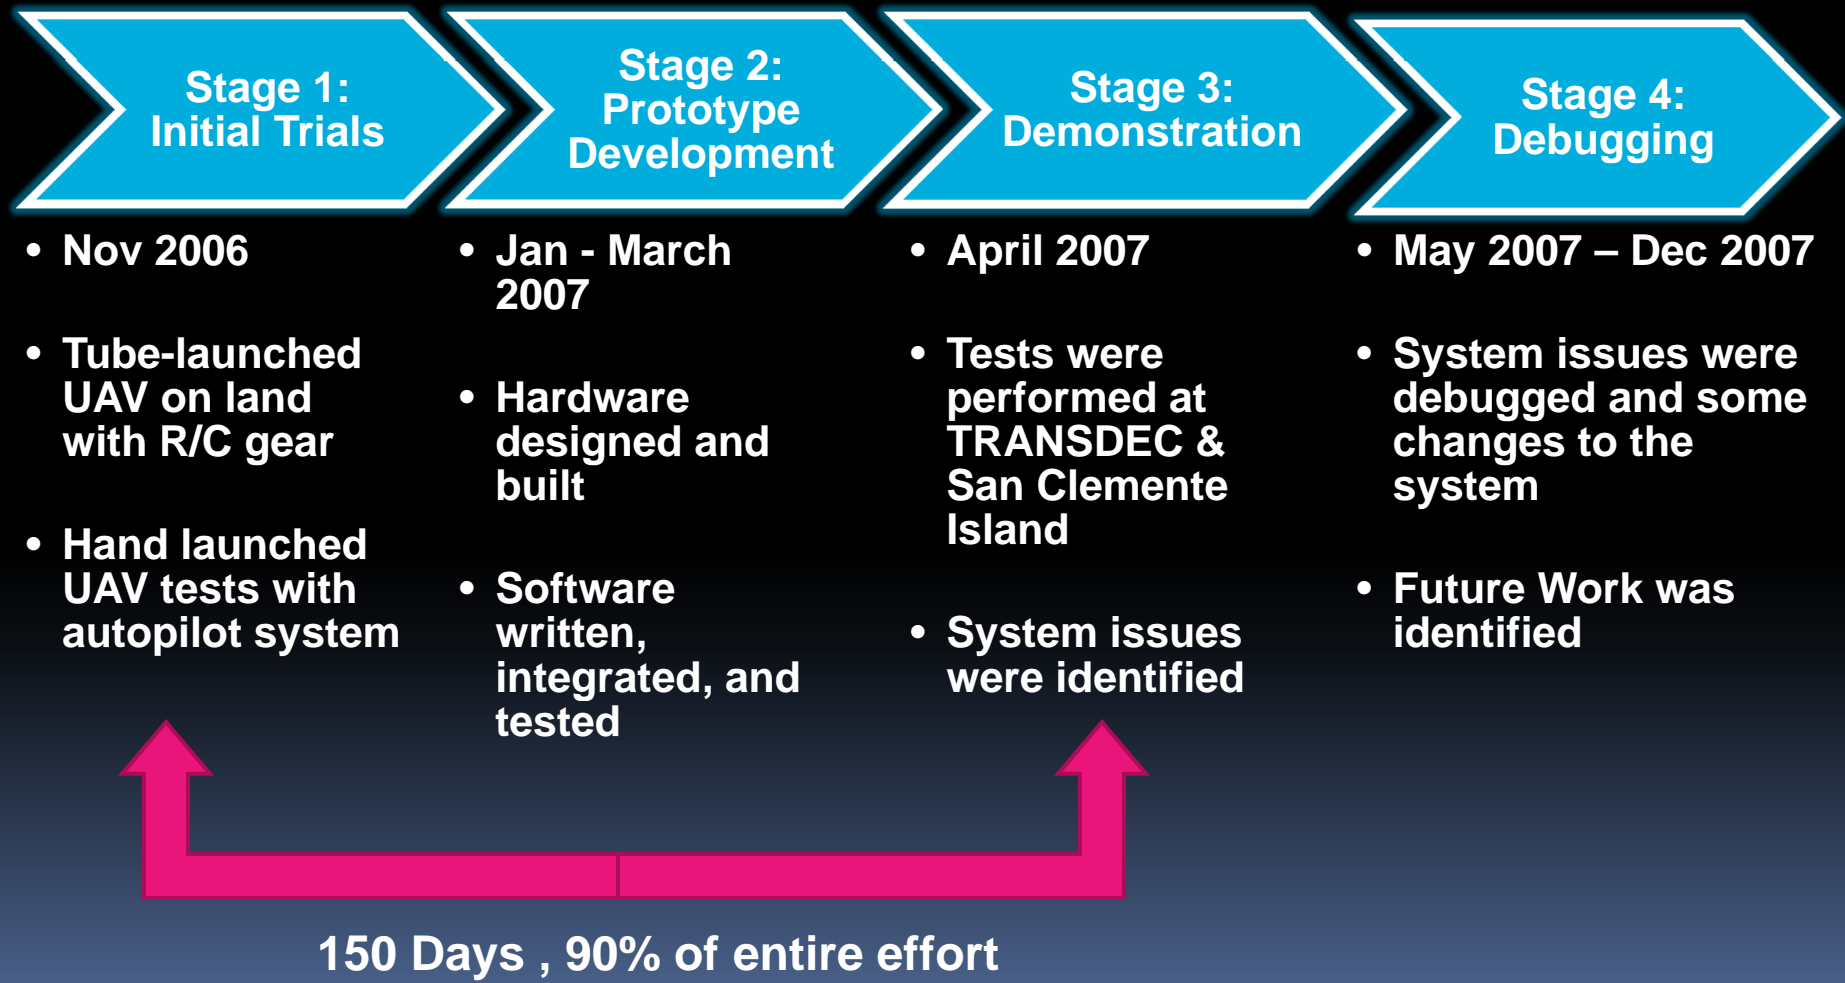 Stage 1:
Initial Trials
Stage 2:
Prototype
Development
Stage 3:
Demonstration
Stage 4:
Debugging
• Nov 2006
• Tube-launched
UAV on land
with R/C gear
• Hand launched
UAV tests with
autopilot system
• Jan - March
2007
• Hardware
designed and
built
• Software
written,
integrated, and
tested
• April 2007
• Tests were
performed at
TRANSDEC &
San Clemente
Island
• System issues
were identified
• May 2007 – Dec 2007
• System issues were
debugged and some
changes to the
system
• Future Work was
identified
150 Days , 90% of entire effort